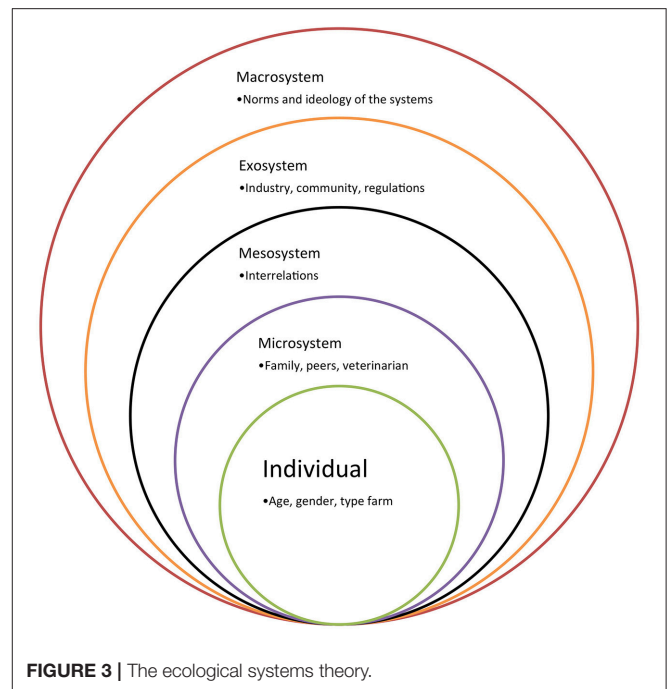 Macrosystem
•Norms and ideology of the systems
Exosystem
•Industry, community, regulations
Mesosystem
•Interrelations
Microsystem
•Family, peers, veterinarian
Individual
•Age, gender, type farm
FIGURE 3 | The ecological systems theory.